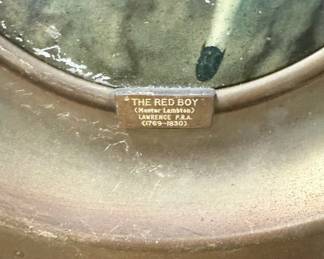 "THE RED BOY"
(Master Lambton)
LAWRENCE P.R.A.
(1769-1830)